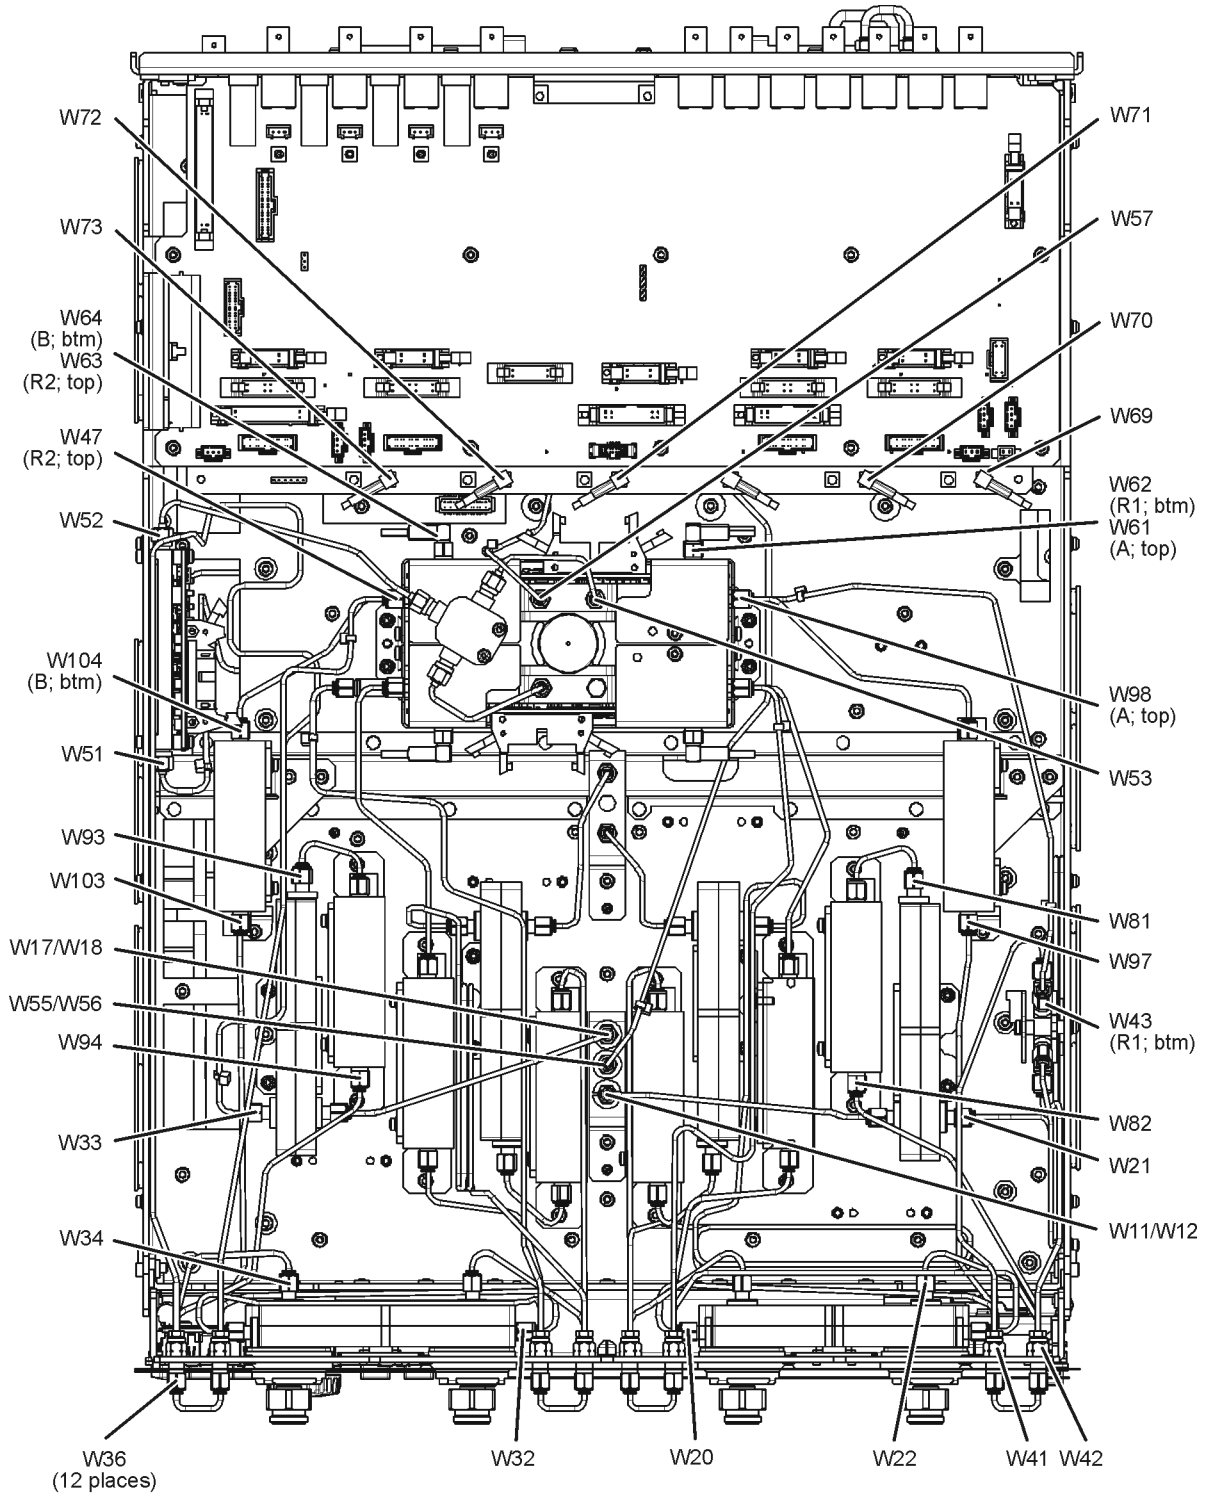 W72
W73
W64
(B; btm)
W63
(R2; top)
W47
(R2; top)
W52
W104
(B; btm)
W51
W93
W103
W17/W18
W55/W56
W94
W33
W34
W36
(12 places)
W32
W20
W22
W41
W42
W71
W57
W70
W69
W62
(R1; btm)
W61
(A; top)
W98
(A; top)
W53
W81
W97
W43
(R1; btm)
W82
W21
W11/W12